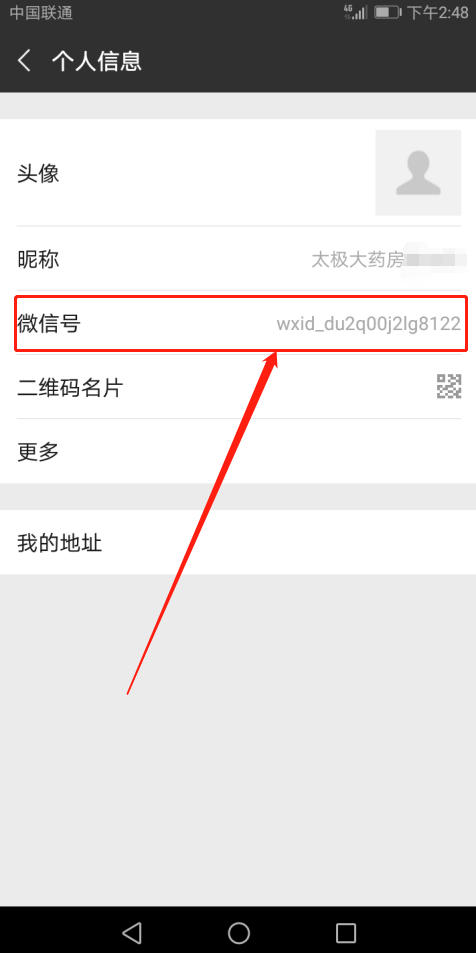 中国联通 4G 下午2:48
个人信息
头像
昵称 太极大药房
微信号 wxid_du2q00j2lg8122
二维码名片
更多
我的地址